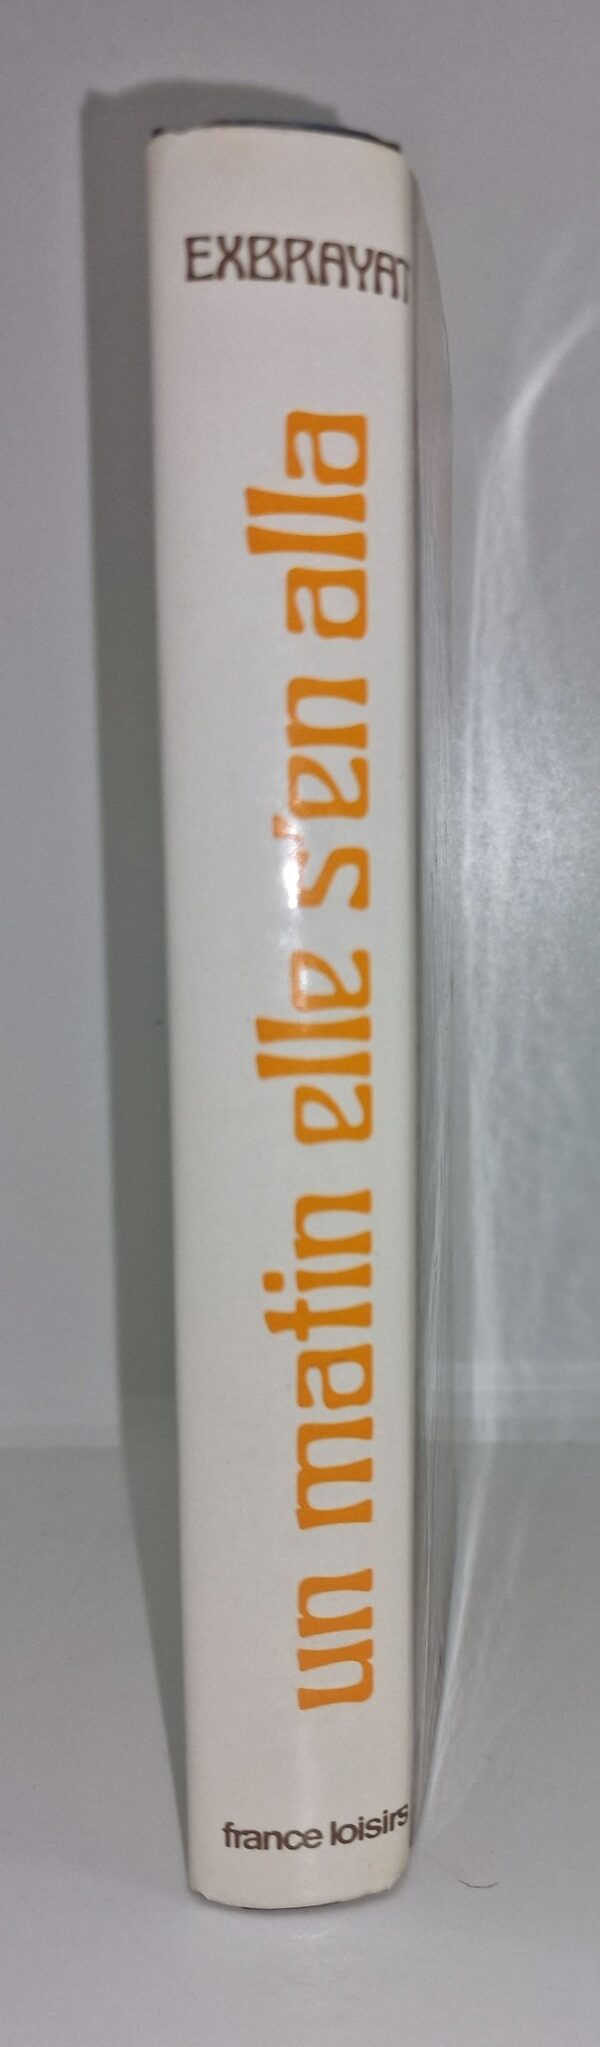 EXBRAYAT
un matin elle s'en alla
france loisirs